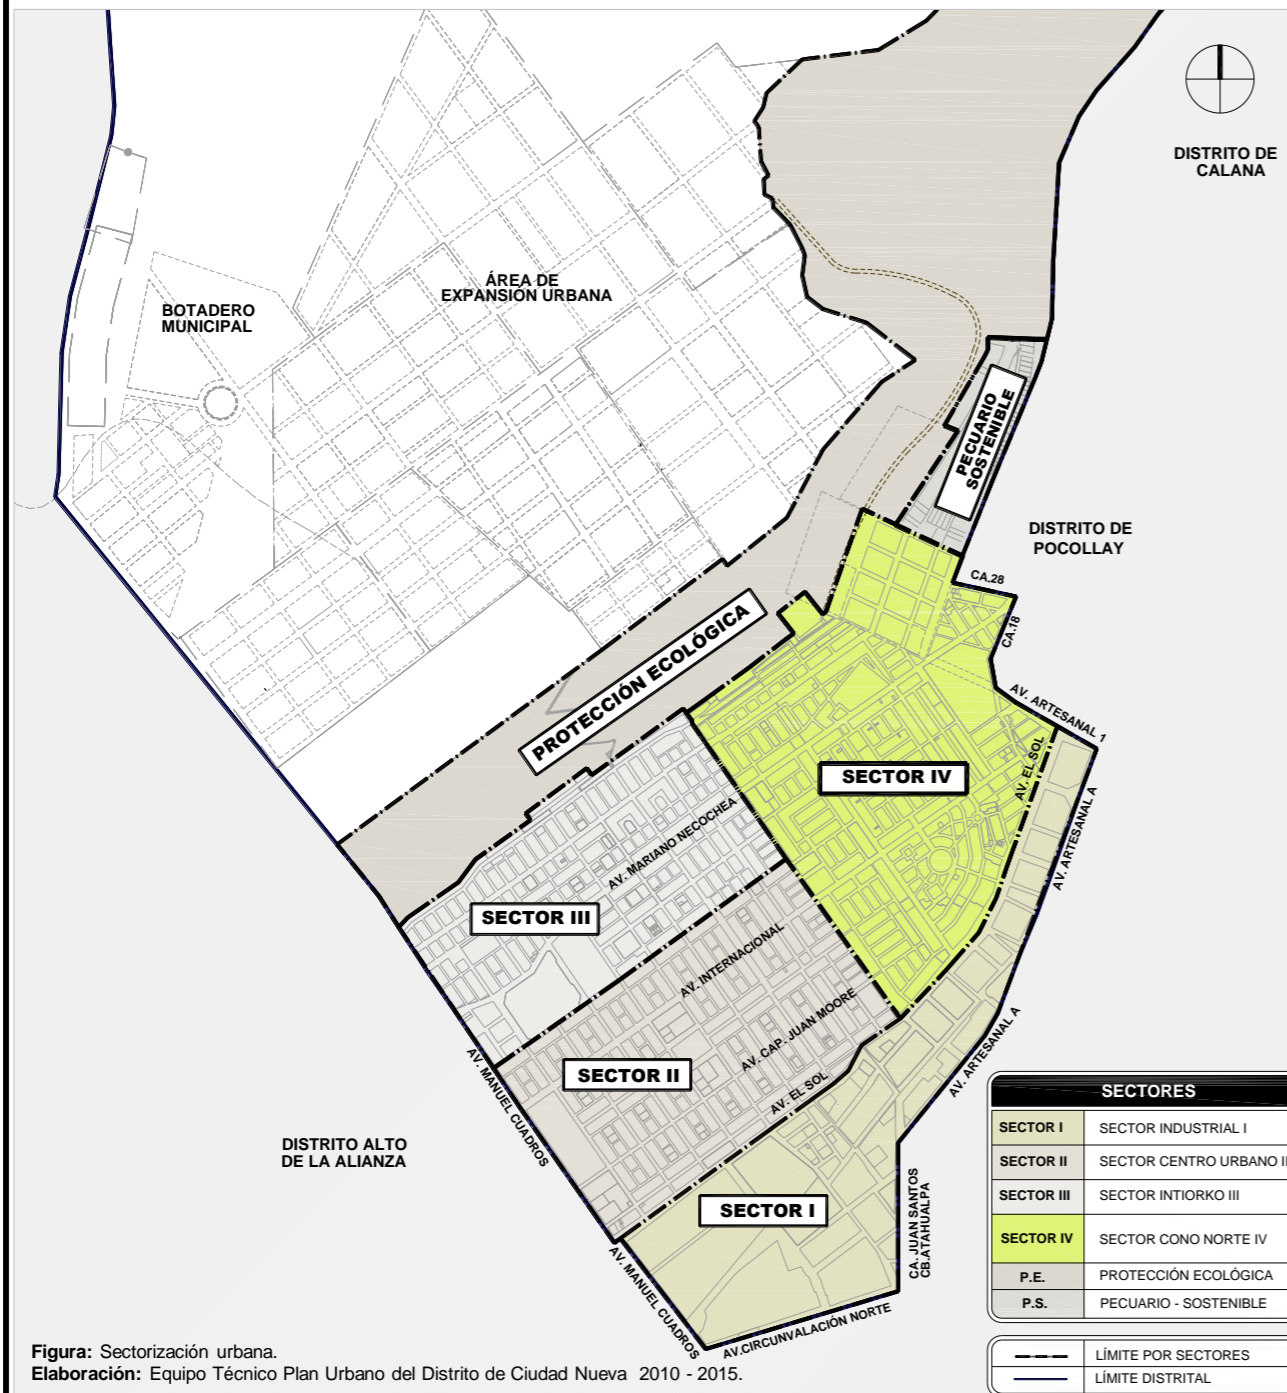 DISTRITO DE
CALANA
ÁREA DE
EXPANSIÓN URBANA
BOTADERO
MUNICIPAL
PECUARIO
SOSTENIBLE
DISTRITO DE
POCOLLAY
CA.28
CA.18
PROTECCIÓN ECOLÓGICA
AV. ARTESANAL 1
SECTOR IV
AV. EL SOL
AV. ARTESANAL A
AV. MARIANO NECOCHEA
SECTOR III
AV. INTERNACIONAL
AV. CAP. JUAN MOORE
SECTOR II
AV. EL SOL
AV. ARTESANAL A
AV. MANUEL CUADROS
DISTRITO ALTO
DE LA ALIANZA
SECTOR I
CA. JUAN SANTOS
CB.ATAHUALPA
AV. MANUEL CUADROS
AV.CIRCUNVALACIÓN NORTE
SECTORES
SECTOR I SECTOR INDUSTRIAL I
SECTOR II SECTOR CENTRO URBANO II
SECTOR III SECTOR INTIORKO III
SECTOR IV SECTOR CONO NORTE IV
P.E. PROTECCIÓN ECOLÓGICA
P.S. PECUARIO - SOSTENIBLE
LÍMITE POR SECTORES
LÍMITE DISTRITAL
Figura: Sectorización urbana.
Elaboración: Equipo Técnico Plan Urbano del Distrito de Ciudad Nueva 2010 - 2015.